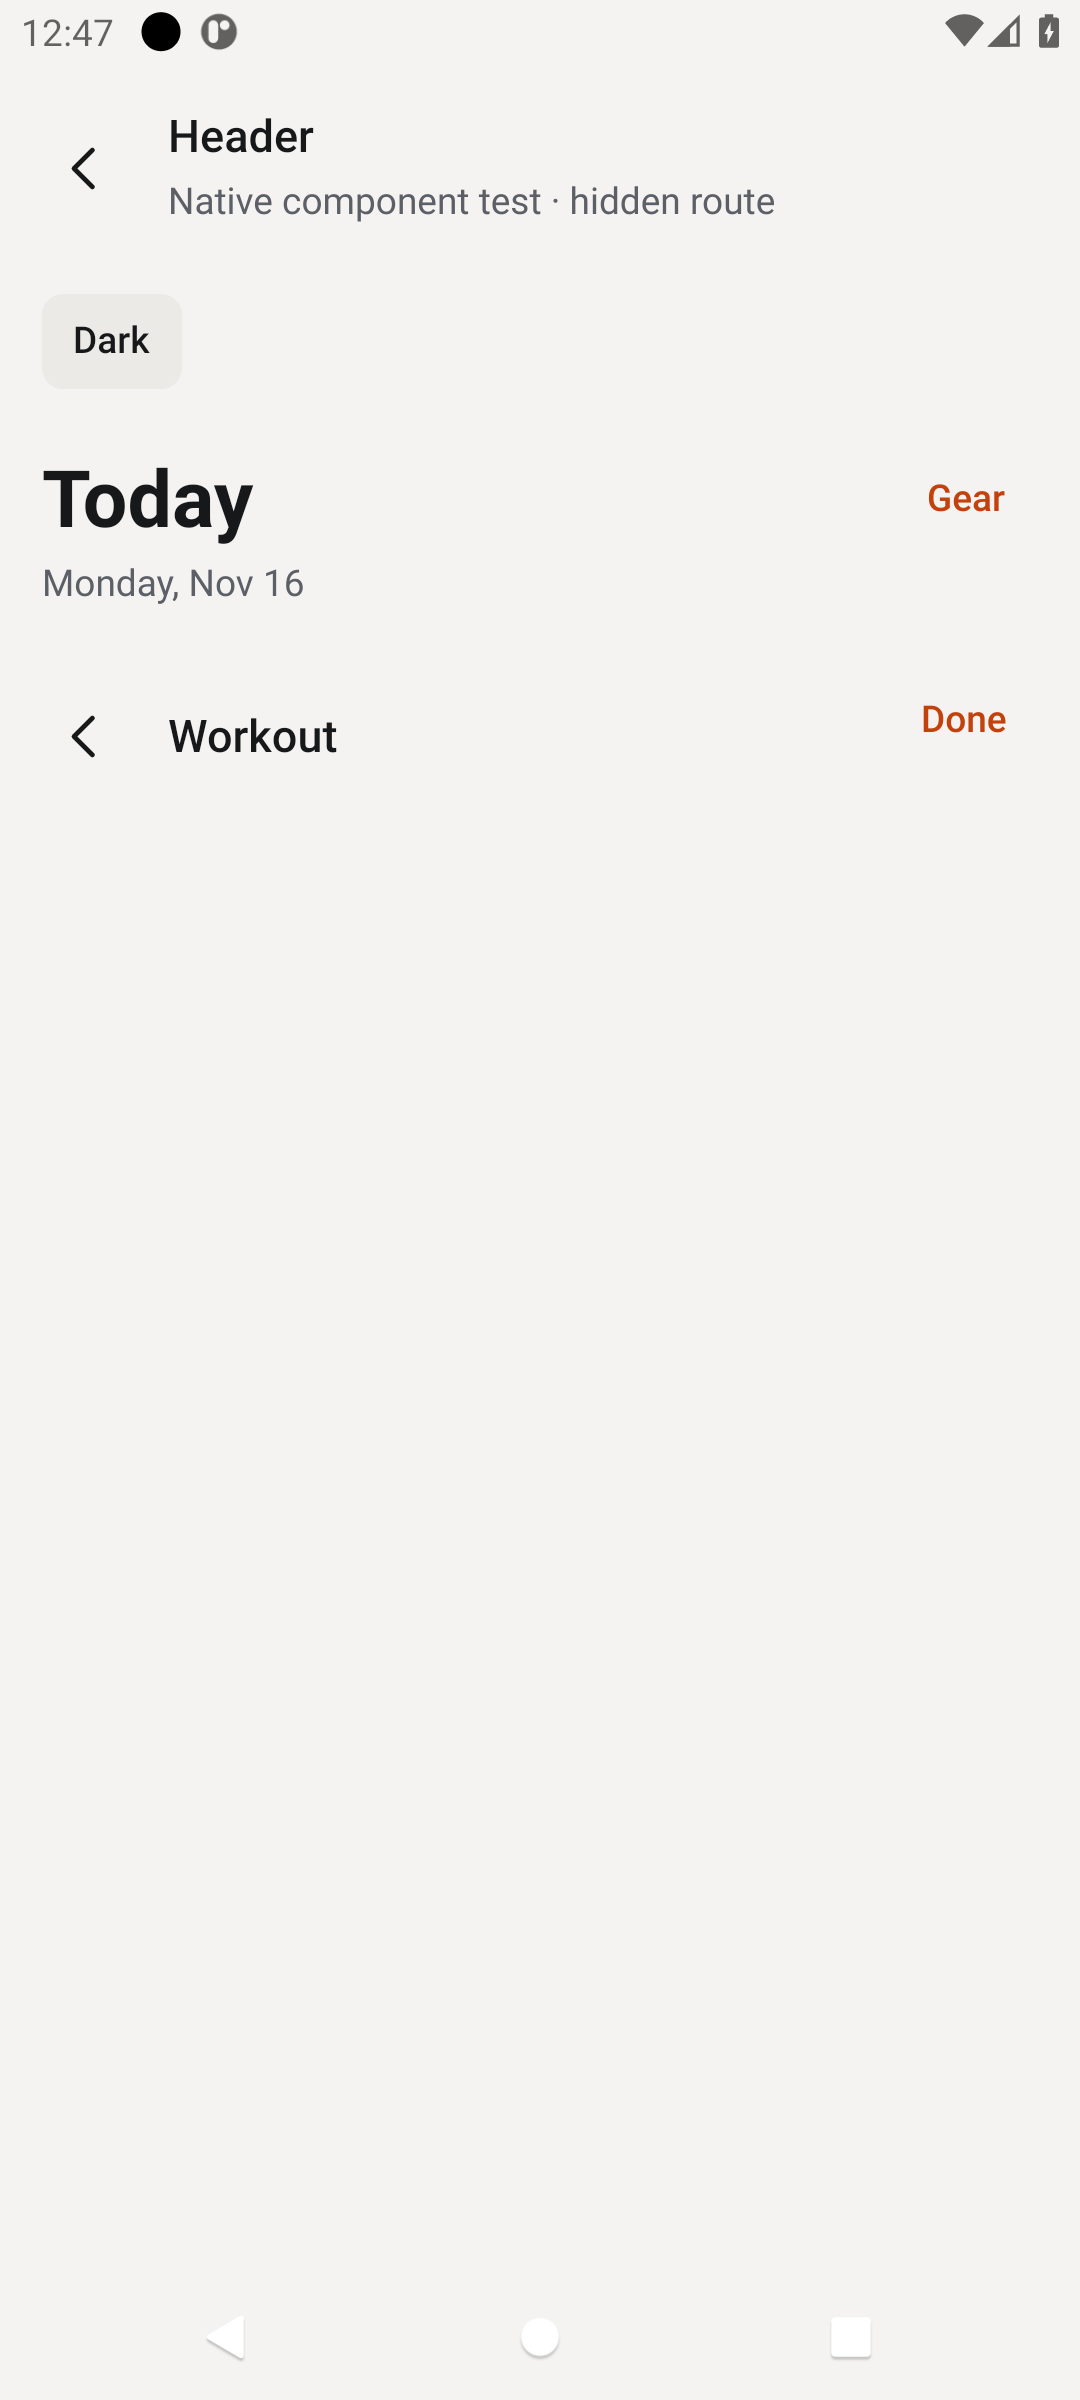 12:47
Header
Native component test · hidden route
Dark
Today
Gear
Monday, Nov 16
Workout
Done